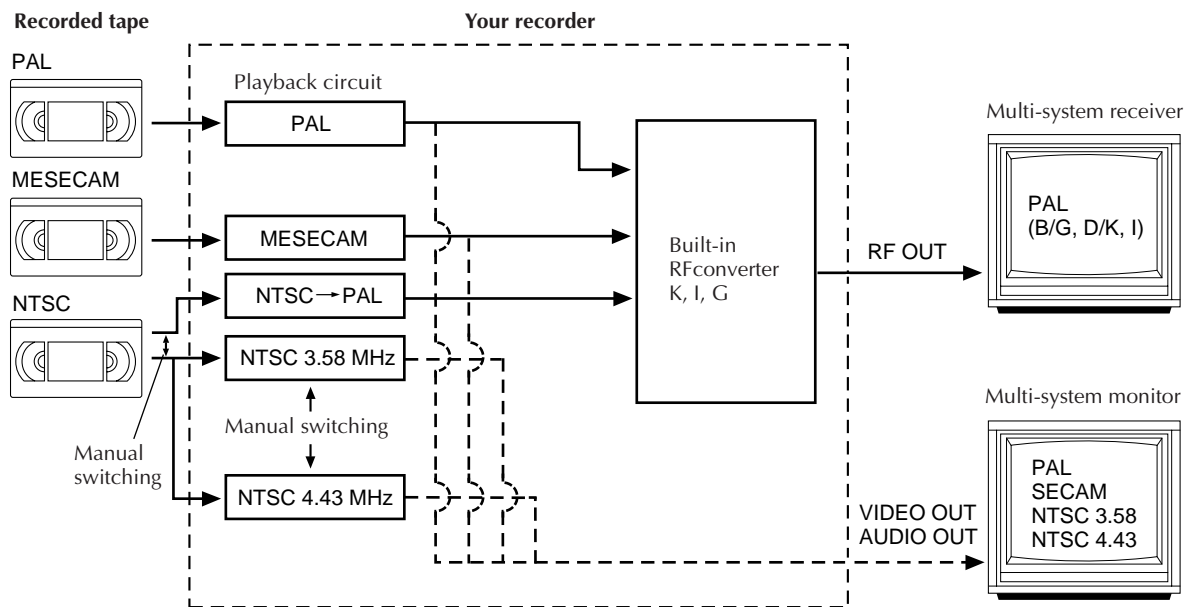 Recorded tape
Your recorder
PAL
Playback circuit
PAL
Multi-system receiver
MESECAM
PAL
(B/G, D/K, I)
MESECAM
Built-in
RFconverter
K, I, G
RF OUT
NTSC
NTSC→PAL
NTSC 3.58 MHz
Multi-system monitor
Manual switching
Manual
switching
PAL
SECAM
NTSC 3.58
NTSC 4.43
NTSC 4.43 MHz
VIDEO OUT
AUDIO OUT